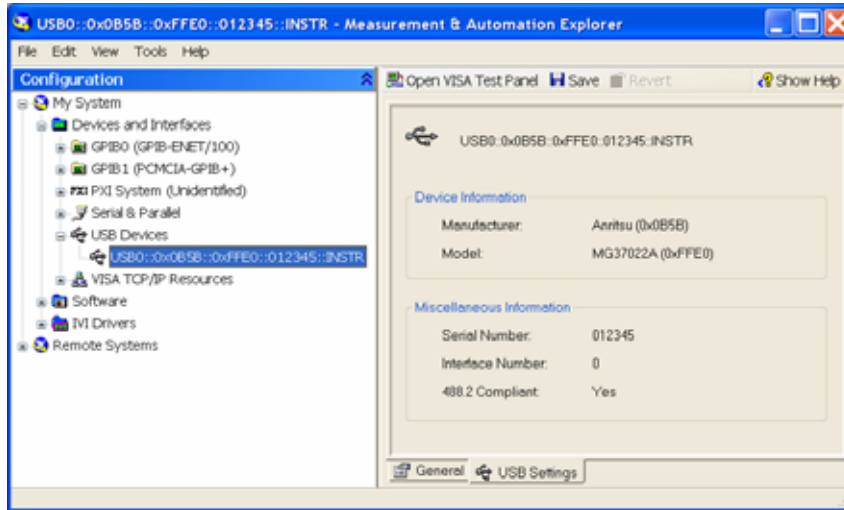 USB0::0x0B5B::0xFFE0::012345::INSTR - Measurement & Automation Explorer
File Edit View Tools Help
Configuration
Open VISA Test Panel Save Revert Show Help
My System
Devices and Interfaces
GPIB0 (GPIB-ENET/100)
GPIB1 (PCMCIA-GPIB+)
PXI PXI System (Unidentified)
Serial & Parallel
USB Devices
USB0::0x0B5B::0xFFE0::012345::INSTR
VISA TCP/IP Resources
Software
IVI Drivers
Remote Systems
USB0::0x0B5B::0xFFE0::012345::INSTR
Device Information
Manufacturer: Anritsu (0x0B5B)
Model: MG37022A (0xFFE0)
Miscellaneous Information
Serial Number: 012345
Interface Number: 0
488.2 Compliant: Yes
General USB Settings